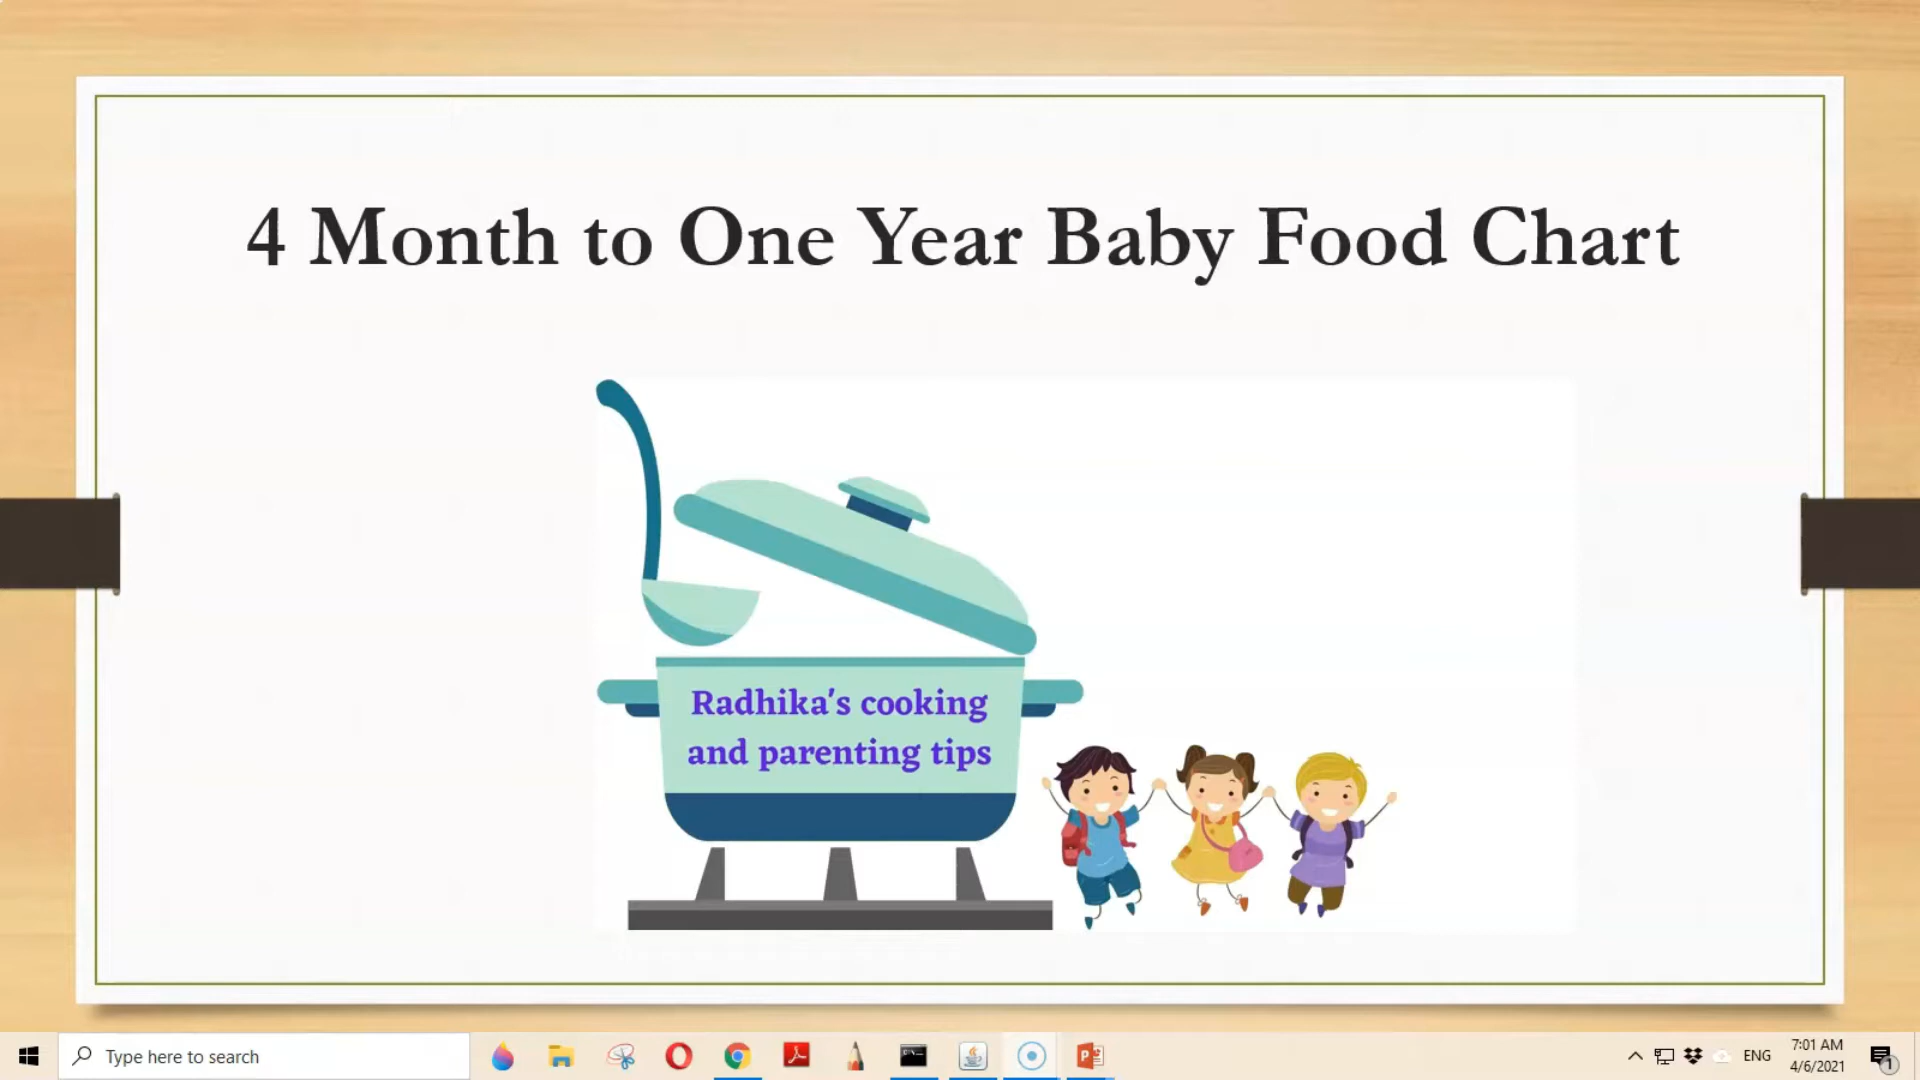 4 Month to One Year Baby Food Chart
Radhika's cooking
and parenting tips
Type here to search
ENG
7:01 AM
4/6/2021
1